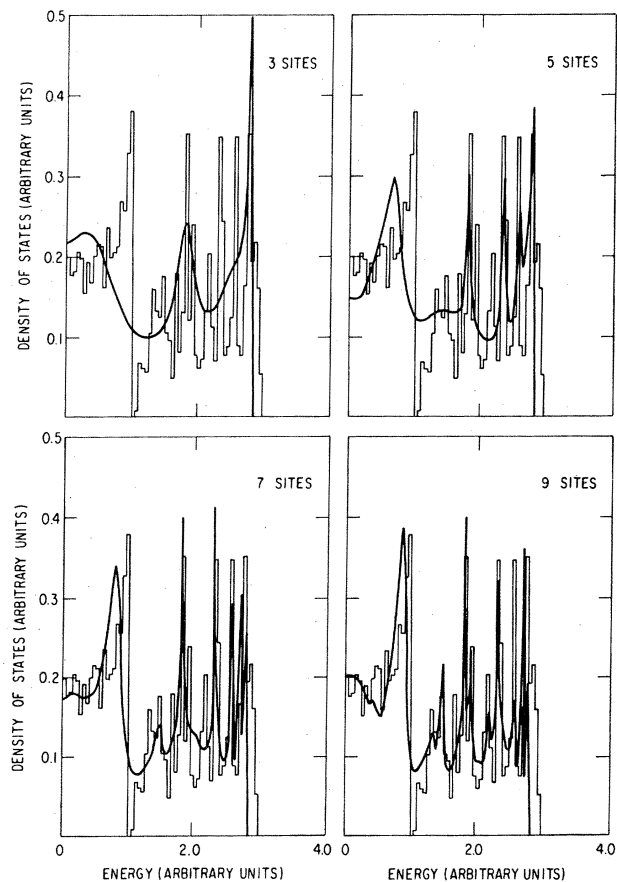 0.5
0.4
0.3
0.2
0.1
DENSITY OF STATES (ARBITRARY UNITS)
3 SITES
5 SITES
0.5
0.4
0.3
0.2
0.1
DENSITY OF STATES (ARBITRARY UNITS)
7 SITES
9 SITES
0 2.0 4.0
ENERGY (ARBITRARY UNITS)
0 2.0 4.0
ENERGY (ARBITRARY UNITS)